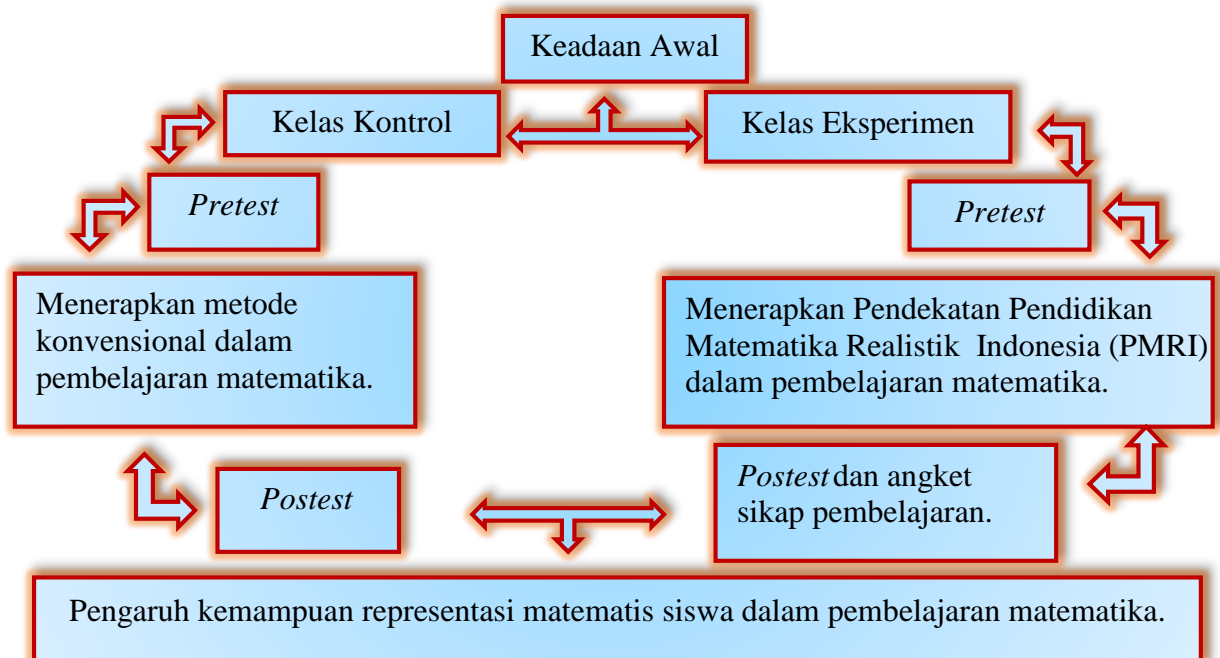 Keadaan Awal
Kelas Kontrol
Kelas Eksperimen
Pretest
Pretest
Menerapkan metode
konvensional dalam
pembelajaran matematika.
Menerapkan Pendekatan Pendidikan
Matematika Realistik Indonesia (PMRI)
dalam pembelajaran matematika.
Postest
Postest dan angket
sikap pembelajaran.
Pengaruh kemampuan representasi matematis siswa dalam pembelajaran matematika.